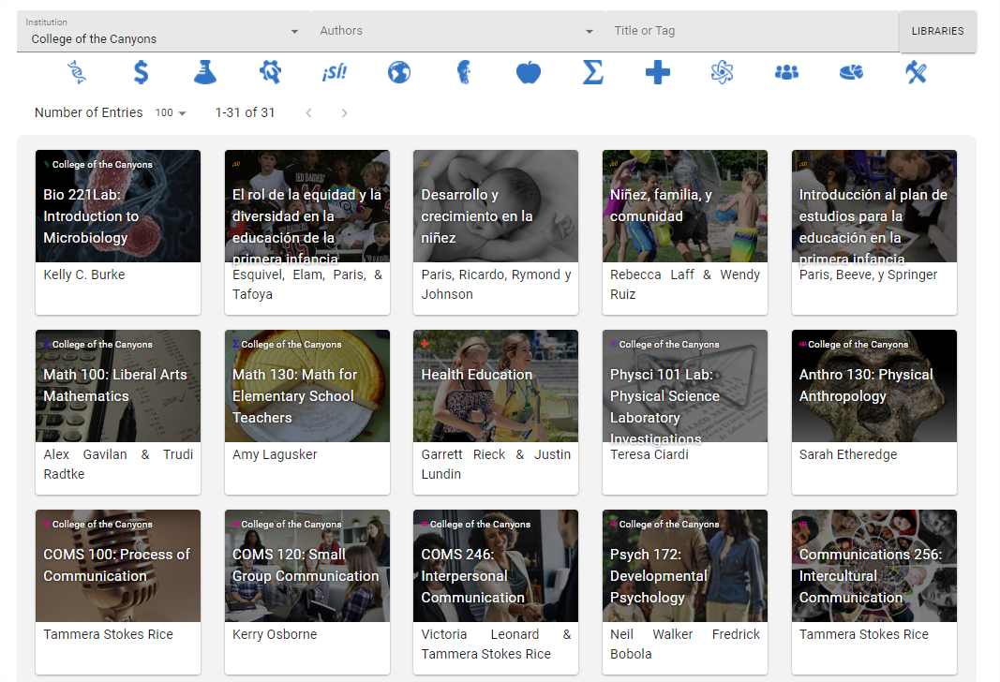 Institution
College of the Canyons
Authors
Title or Tag
LIBRARIES
¡SÍ!
Number of Entries 100 1-31 of 31
College of the Canyons
Bio 221Lab:
Introduction to
Microbiology
Kelly C. Burke
¡SÍ!
El rol de la equidad y la
diversidad en la
educación de la
primera infancia
Esquivel, Elam, Paris, &
Tafoya
¡SÍ!
Desarrollo y
crecimiento en la
niñez
Paris, Ricardo, Rymond y
Johnson
¡SÍ!
Niñez, familia, y
comunidad
Rebecca Laff & Wendy
Ruiz
¡SÍ!
Introducción al plan de
estudios para la
educación en la
primera infancia
Paris, Beeve, y Springer
College of the Canyons
Math 100: Liberal Arts
Mathematics
Alex Gavilan & Trudi
Radtke
Σ College of the Canyons
Math 130: Math for
Elementary School
Teachers
Amy Lagusker
Health Education
Garrett Rieck & Justin
Lundin
College of the Canyons
Physci 101 Lab:
Physical Science
Laboratory
Investigations
Teresa Ciardi
College of the Canyons
Anthro 130: Physical
Anthropology
Sarah Etheredge
College of the Canyons
COMS 100: Process of
Communication
Tammera Stokes Rice
College of the Canyons
COMS 120: Small
Group Communication
Kerry Osborne
College of the Canyons
COMS 246:
Interpersonal
Communication
Victoria Leonard &
Tammera Stokes Rice
College of the Canyons
Psych 172:
Developmental
Psychology
Neil Walker Fredrick
Bobola
Communications 256:
Intercultural
Communication
Tammera Stokes Rice